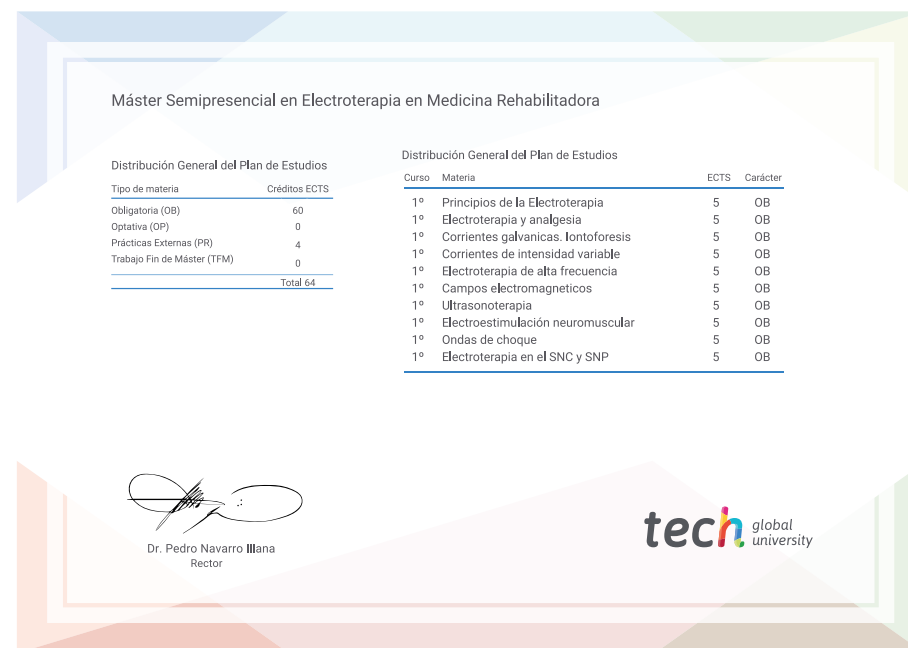 Máster Semipresencial en Electroterapia en Medicina Rehabilitadora
Distribución General del Plan de Estudios
Tipo de materia Créditos ECTS
Obligatoria (OB) 60
Optativa (OP) 0
Prácticas Externas (PR) 4
Trabajo Fin de Máster (TFM) 0
Total 64
Distribución General del Plan de Estudios
Curso Materia ECTS Carácter
1º Principios de la Electroterapia 5 OB
1º Electroterapia y analgesia 5 OB
1º Corrientes galvanicas. Iontoforesis 5 OB
1º Corrientes de intensidad variable 5 OB
1º Electroterapia de alta frecuencia 5 OB
1º Campos electromagneticos 5 OB
1º Ultrasonoterapia 5 OB
1º Electroestimulación neuromuscular 5 OB
1º Ondas de choque 5 OB
1º Electroterapia en el SNC y SNP 5 OB
Dr. Pedro Navarro Illana
Rector
tech global
university